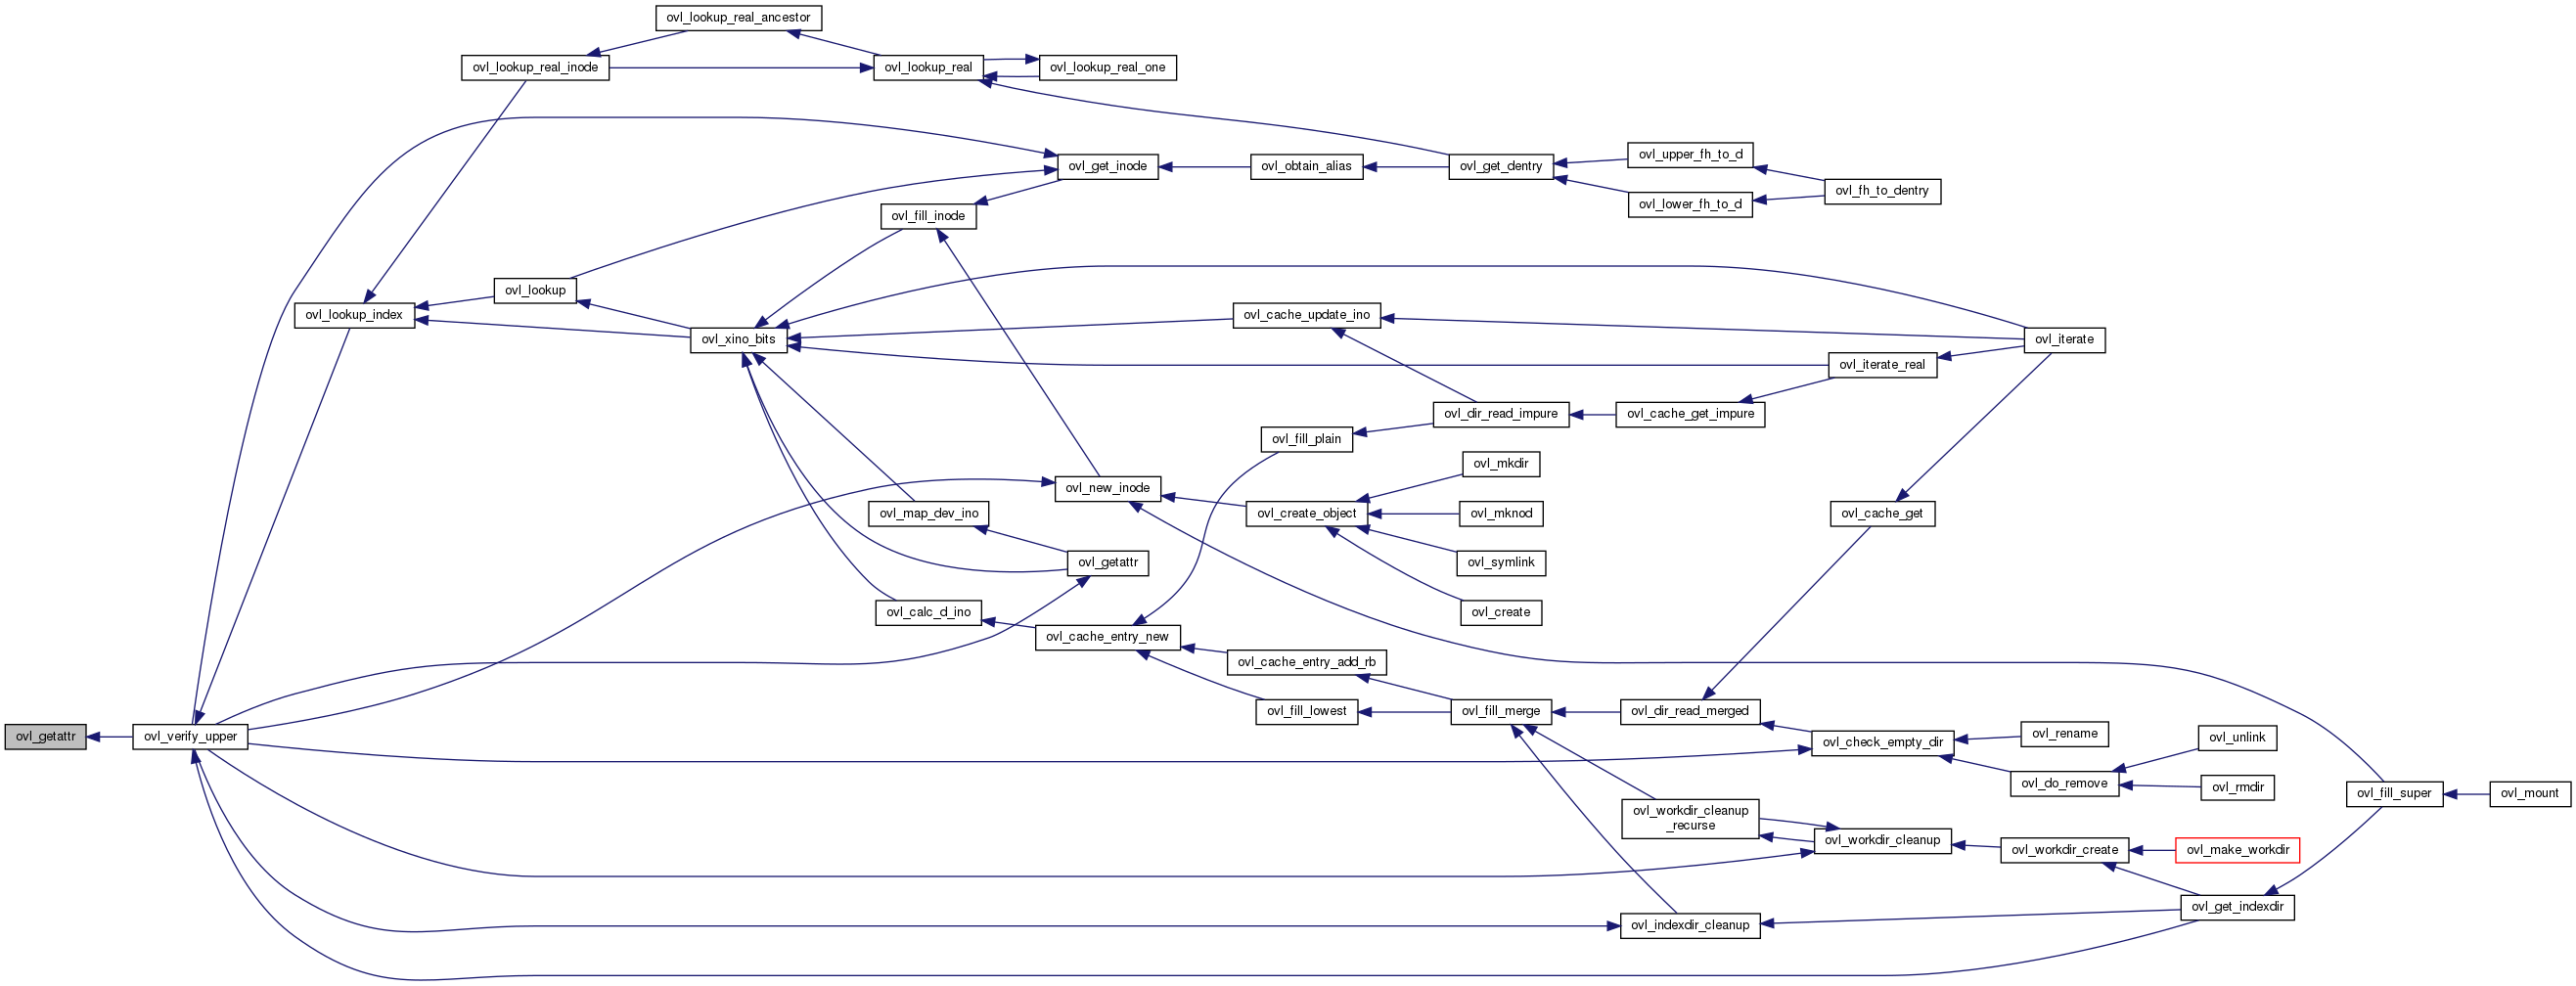 ovl_lookup_real_ancestor
ovl_lookup_real_inode
ovl_lookup_real
ovl_lookup_real_one
ovl_get_inode
ovl_obtain_alias
ovl_get_dentry
ovl_upper_fh_to_d
ovl_fh_to_dentry
ovl_lower_fh_to_d
ovl_fill_inode
ovl_lookup
ovl_lookup_index
ovl_xino_bits
ovl_cache_update_ino
ovl_iterate
ovl_iterate_real
ovl_dir_read_impure
ovl_cache_get_impure
ovl_fill_plain
ovl_mkdir
ovl_new_inode
ovl_map_dev_ino
ovl_create_object
ovl_mknod
ovl_cache_get
ovl_getattr
ovl_symlink
ovl_calc_d_ino
ovl_create
ovl_cache_entry_new
ovl_cache_entry_add_rb
ovl_fill_lowest
ovl_fill_merge
ovl_dir_read_merged
ovl_getattr
ovl_verify_upper
ovl_check_empty_dir
ovl_rename
ovl_unlink
ovl_do_remove
ovl_rmdir
ovl_fill_super
ovl_mount
ovl_workdir_cleanup
_recurse
ovl_workdir_cleanup
ovl_workdir_create
ovl_make_workdir
ovl_get_indexdir
ovl_indexdir_cleanup